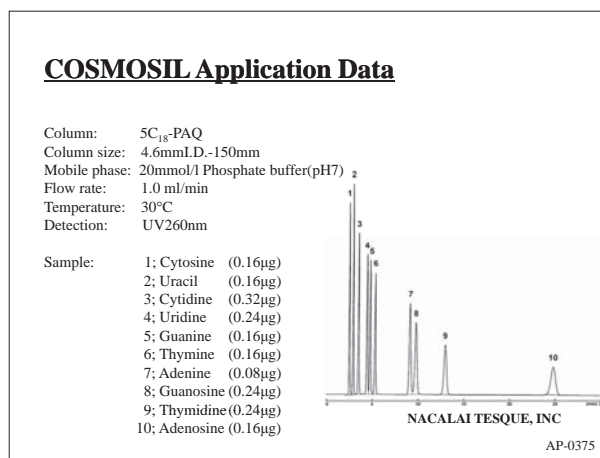 COSMOSIL Application Data
Column: 5C18-PAQ
Column size: 4.6mmI.D.-150mm
Mobile phase: 20mmol/l Phosphate buffer(pH7)
Flow rate: 1.0 ml/min
Temperature: 30°C
Detection: UV260nm
Sample: 1; Cytosine (0.16μg)
2; Uracil (0.16μg)
3; Cytidine (0.32μg)
4; Uridine (0.24μg)
5; Guanine (0.16μg)
6; Thymine (0.16μg)
7; Adenine (0.08μg)
8; Guanosine (0.24μg)
9; Thymidine (0.24μg)
10; Adenosine (0.16μg)
1
2
3
4
5
6
7
8
9
10
0 5
NACALAI TESQUE, INC
AP-0375